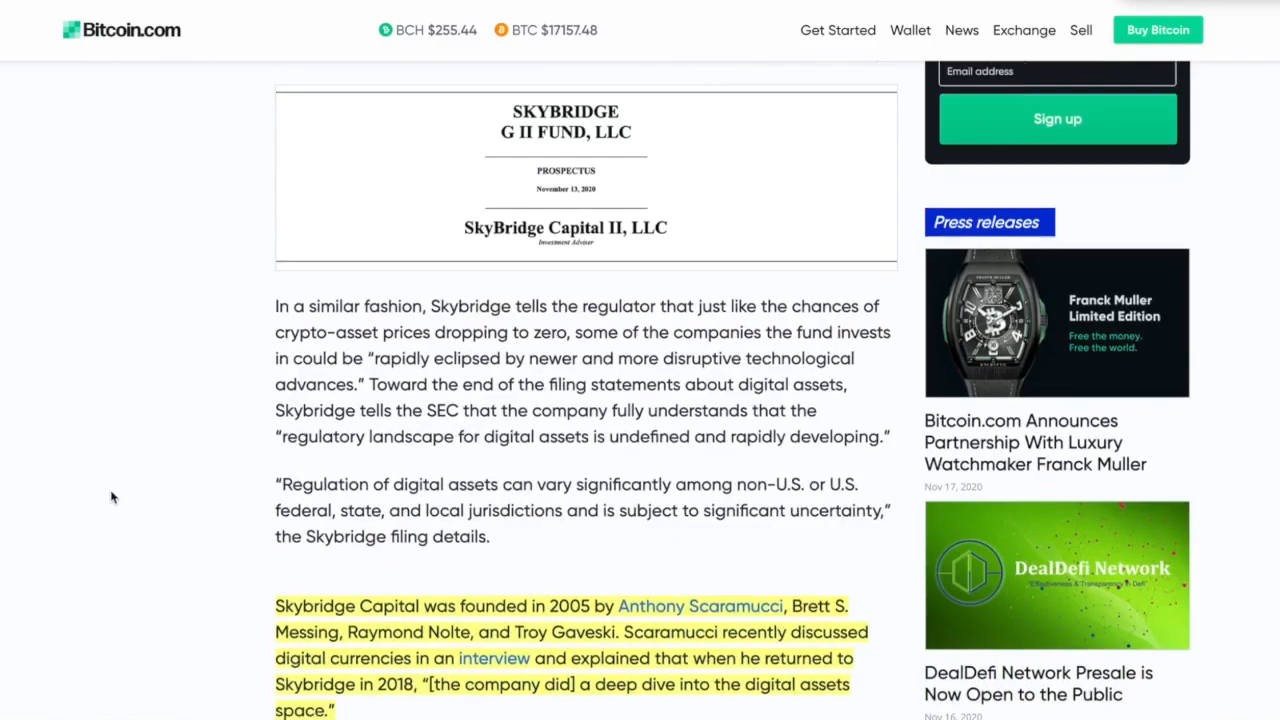 Bitcoin.com
BCH $255.44 BTC $17157.48
Get Started Wallet News Exchange Sell Buy Bitcoin
SKYBRIDGE
G II FUND, LLC
PROSPECTUS
November 13, 2020
SkyBridge Capital II, LLC
Investment Adviser
In a similar fashion, Skybridge tells the regulator that just like the chances of
crypto-asset prices dropping to zero, some of the companies the fund invests
in could be “rapidly eclipsed by newer and more disruptive technological
advances.” Toward the end of the filing statements about digital assets,
Skybridge tells the SEC that the company fully understands that the
“regulatory landscape for digital assets is undefined and rapidly developing.”
“Regulation of digital assets can vary significantly among non-U.S. or U.S.
federal, state, and local jurisdictions and is subject to significant uncertainty,”
the Skybridge filing details.
Skybridge Capital was founded in 2005 by Anthony Scaramucci, Brett S.
Messing, Raymond Nolte, and Troy Gaveski. Scaramucci recently discussed
digital currencies in an interview and explained that when he returned to
Skybridge in 2018, “[the company did] a deep dive into the digital assets
space.”
Email address
Sign up
Press releases
FRANCK MULLER
Franck Muller
Limited Edition
Free the money.
Free the world.
Bitcoin.com Announces
Partnership With Luxury
Watchmaker Franck Muller
Nov 17, 2020
DealDefi Network
"Effectiveness & Transparency in Defi"
DealDefi Network Presale is
Now Open to the Public
Nov 16, 2020